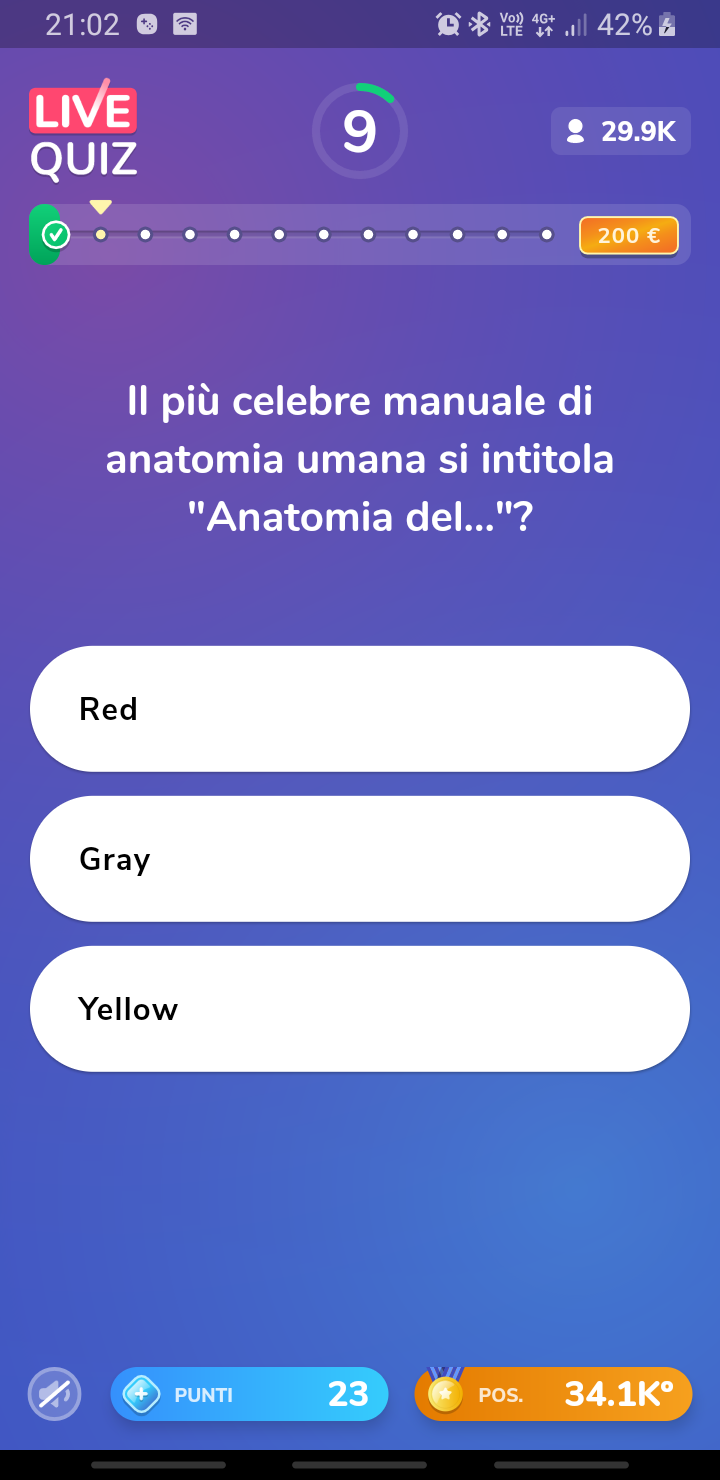 21:02
Vo)) LTE 4G+ 42%
LIVE
QUIZ
9
29.9K
200 €
Il più celebre manuale di
anatomia umana si intitola
"Anatomia del..."?
Red
Gray
Yellow
PUNTI 23
POS. 34.1Kº